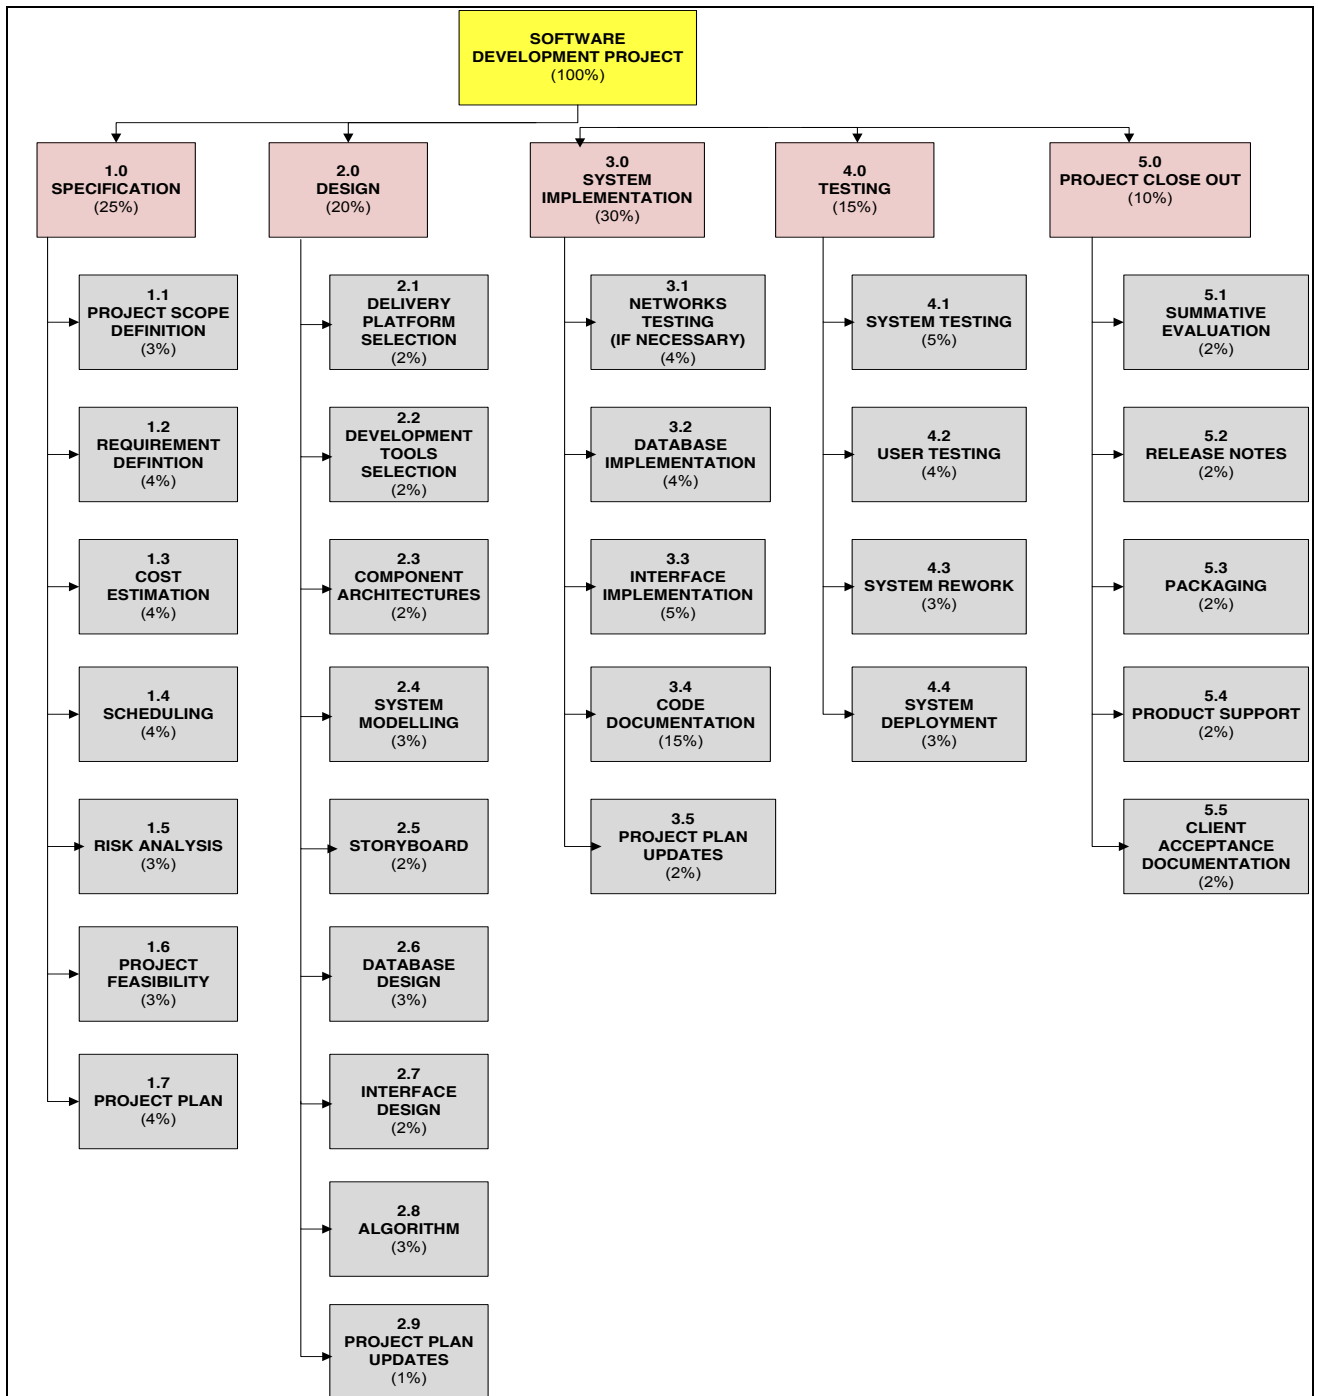 SOFTWARE
DEVELOPMENT PROJECT
(100%)
1.0
SPECIFICATION
(25%)
1.1
PROJECT SCOPE
DEFINITION
(3%)
1.2
REQUIREMENT
DEFINTION
(4%)
1.3
COST
ESTIMATION
(4%)
1.4
SCHEDULING
(4%)
1.5
RISK ANALYSIS
(3%)
1.6
PROJECT
FEASIBILITY
(3%)
1.7
PROJECT PLAN
(4%)
2.0
DESIGN
(20%)
2.1
DELIVERY
PLATFORM
SELECTION
(2%)
2.2
DEVELOPMENT
TOOLS
SELECTION
(2%)
2.3
COMPONENT
ARCHITECTURES
(2%)
2.4
SYSTEM
MODELLING
(3%)
2.5
STORYBOARD
(2%)
2.6
DATABASE
DESIGN
(3%)
2.7
INTERFACE
DESIGN
(2%)
2.8
ALGORITHM
(3%)
2.9
PROJECT PLAN
UPDATES
(1%)
3.0
SYSTEM
IMPLEMENTATION
(30%)
3.1
NETWORKS
TESTING
(IF NECESSARY)
(4%)
3.2
DATABASE
IMPLEMENTATION
(4%)
3.3
INTERFACE
IMPLEMENTATION
(5%)
3.4
CODE
DOCUMENTATION
(15%)
3.5
PROJECT PLAN
UPDATES
(2%)
4.0
TESTING
(15%)
4.1
SYSTEM TESTING
(5%)
4.2
USER TESTING
(4%)
4.3
SYSTEM REWORK
(3%)
4.4
SYSTEM
DEPLOYMENT
(3%)
5.0
PROJECT CLOSE OUT
(10%)
5.1
SUMMATIVE
EVALUATION
(2%)
5.2
RELEASE NOTES
(2%)
5.3
PACKAGING
(2%)
5.4
PRODUCT SUPPORT
(2%)
5.5
CLIENT
ACCEPTANCE
DOCUMENTATION
(2%)